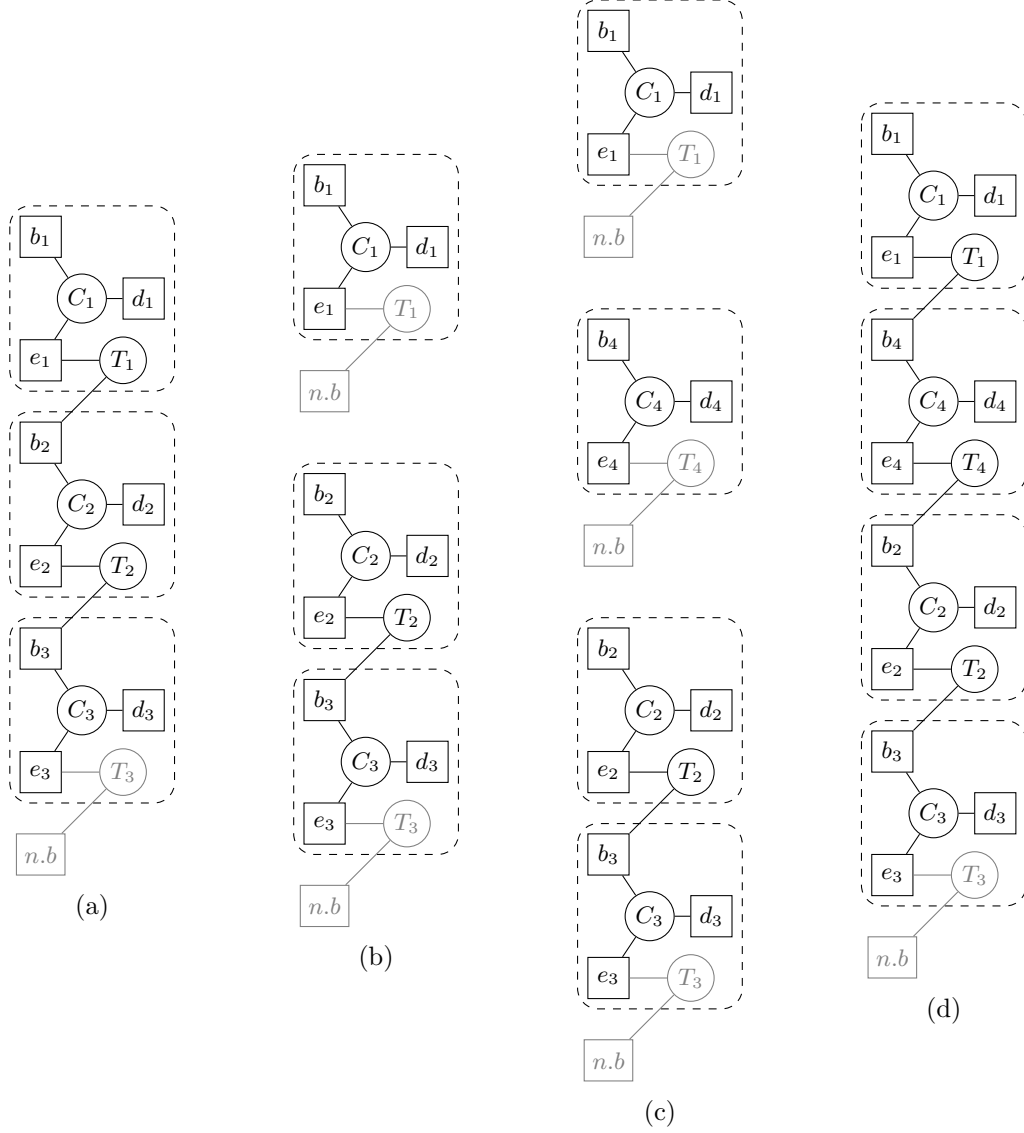 b₁
C₁ d₁
e₁ T₁
b₂
C₂ d₂
e₂ T₂
b₃
C₃ d₃
e₃ T₃
n.b
(a)
b₁
C₁ d₁
e₁ T₁
n.b
b₂
C₂ d₂
e₂ T₂
b₃
C₃ d₃
e₃ T₃
n.b
(b)
b₁
C₁ d₁
e₁ T₁
n.b
b₄
C₄ d₄
e₄ T₄
n.b
b₂
C₂ d₂
e₂ T₂
b₃
C₃ d₃
e₃ T₃
n.b
(c)
b₁
C₁ d₁
e₁ T₁
b₄
C₄ d₄
e₄ T₄
b₂
C₂ d₂
e₂ T₂
b₃
C₃ d₃
e₃ T₃
n.b
(d)